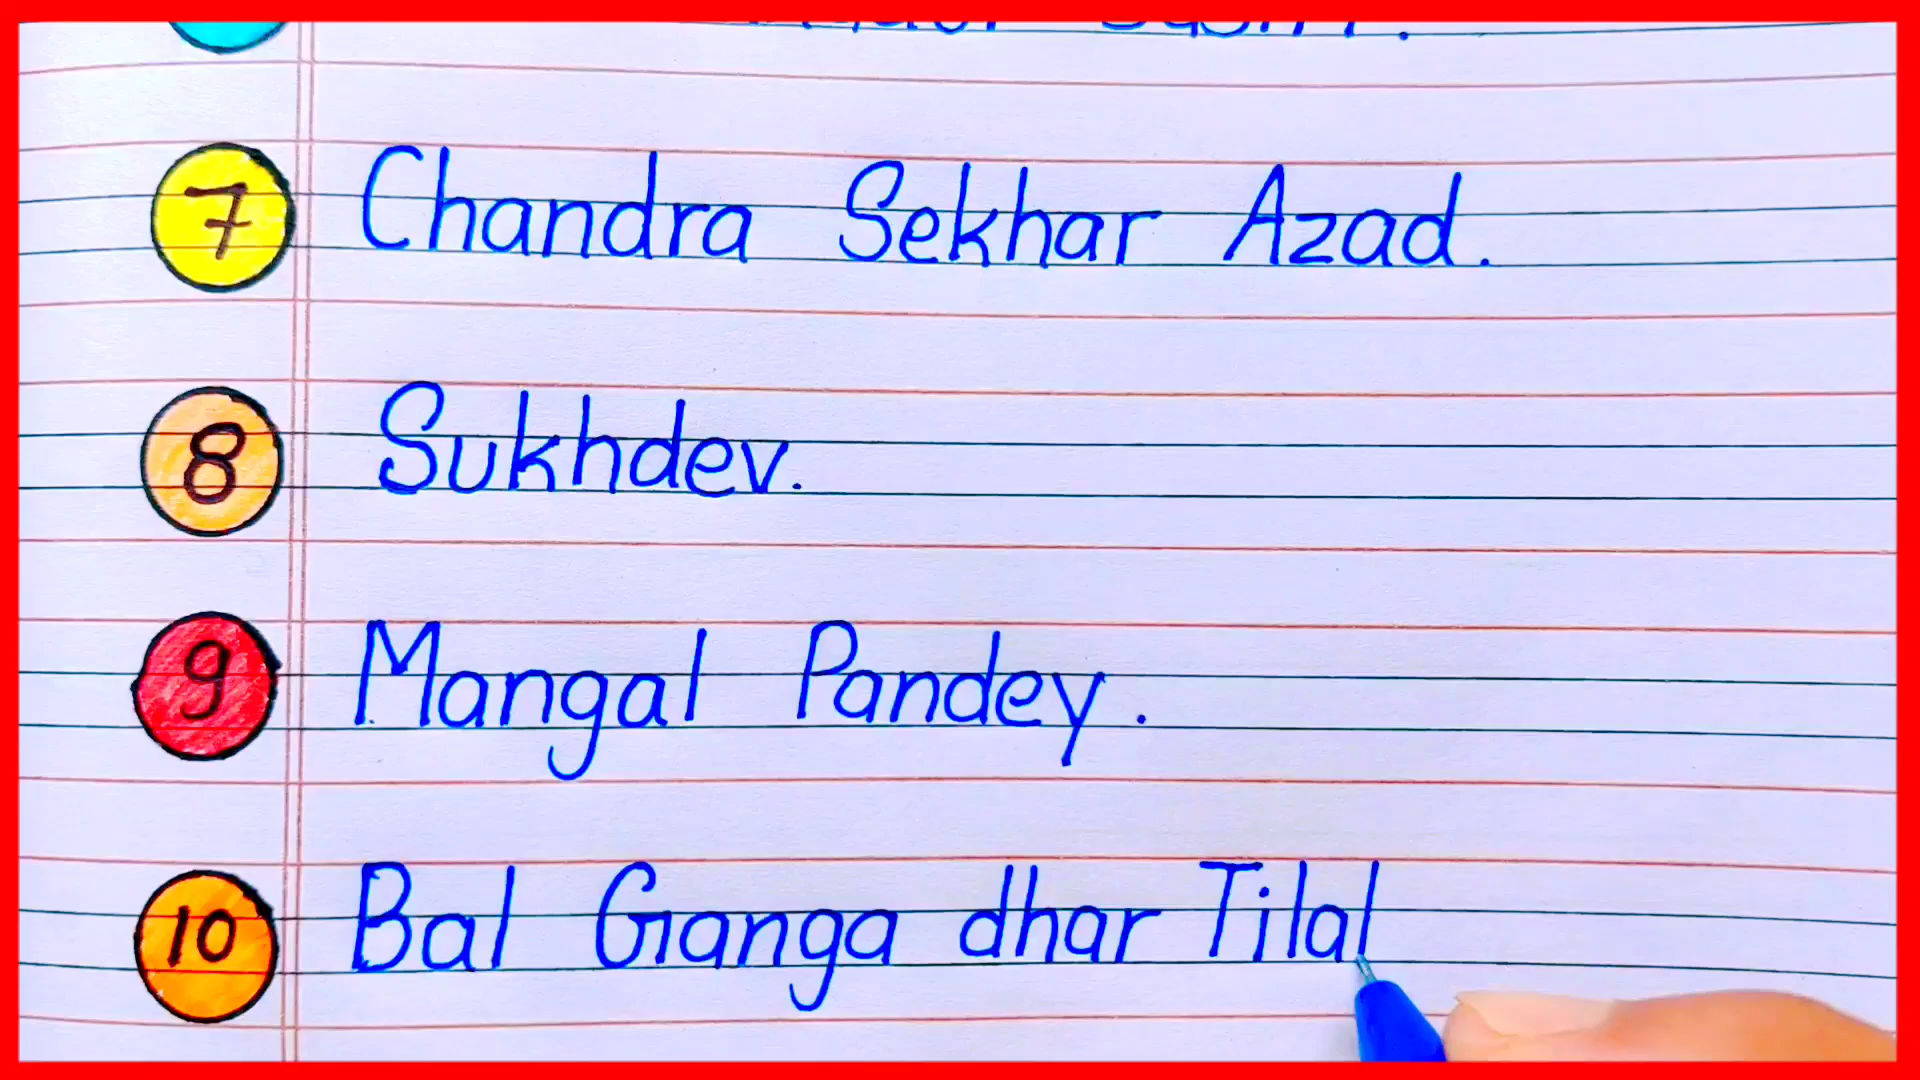 7 Chandra Sekhar Azad.
8 Sukhdev.
9 Mangal Pandey.
10 Bal Ganga dhar Tilal